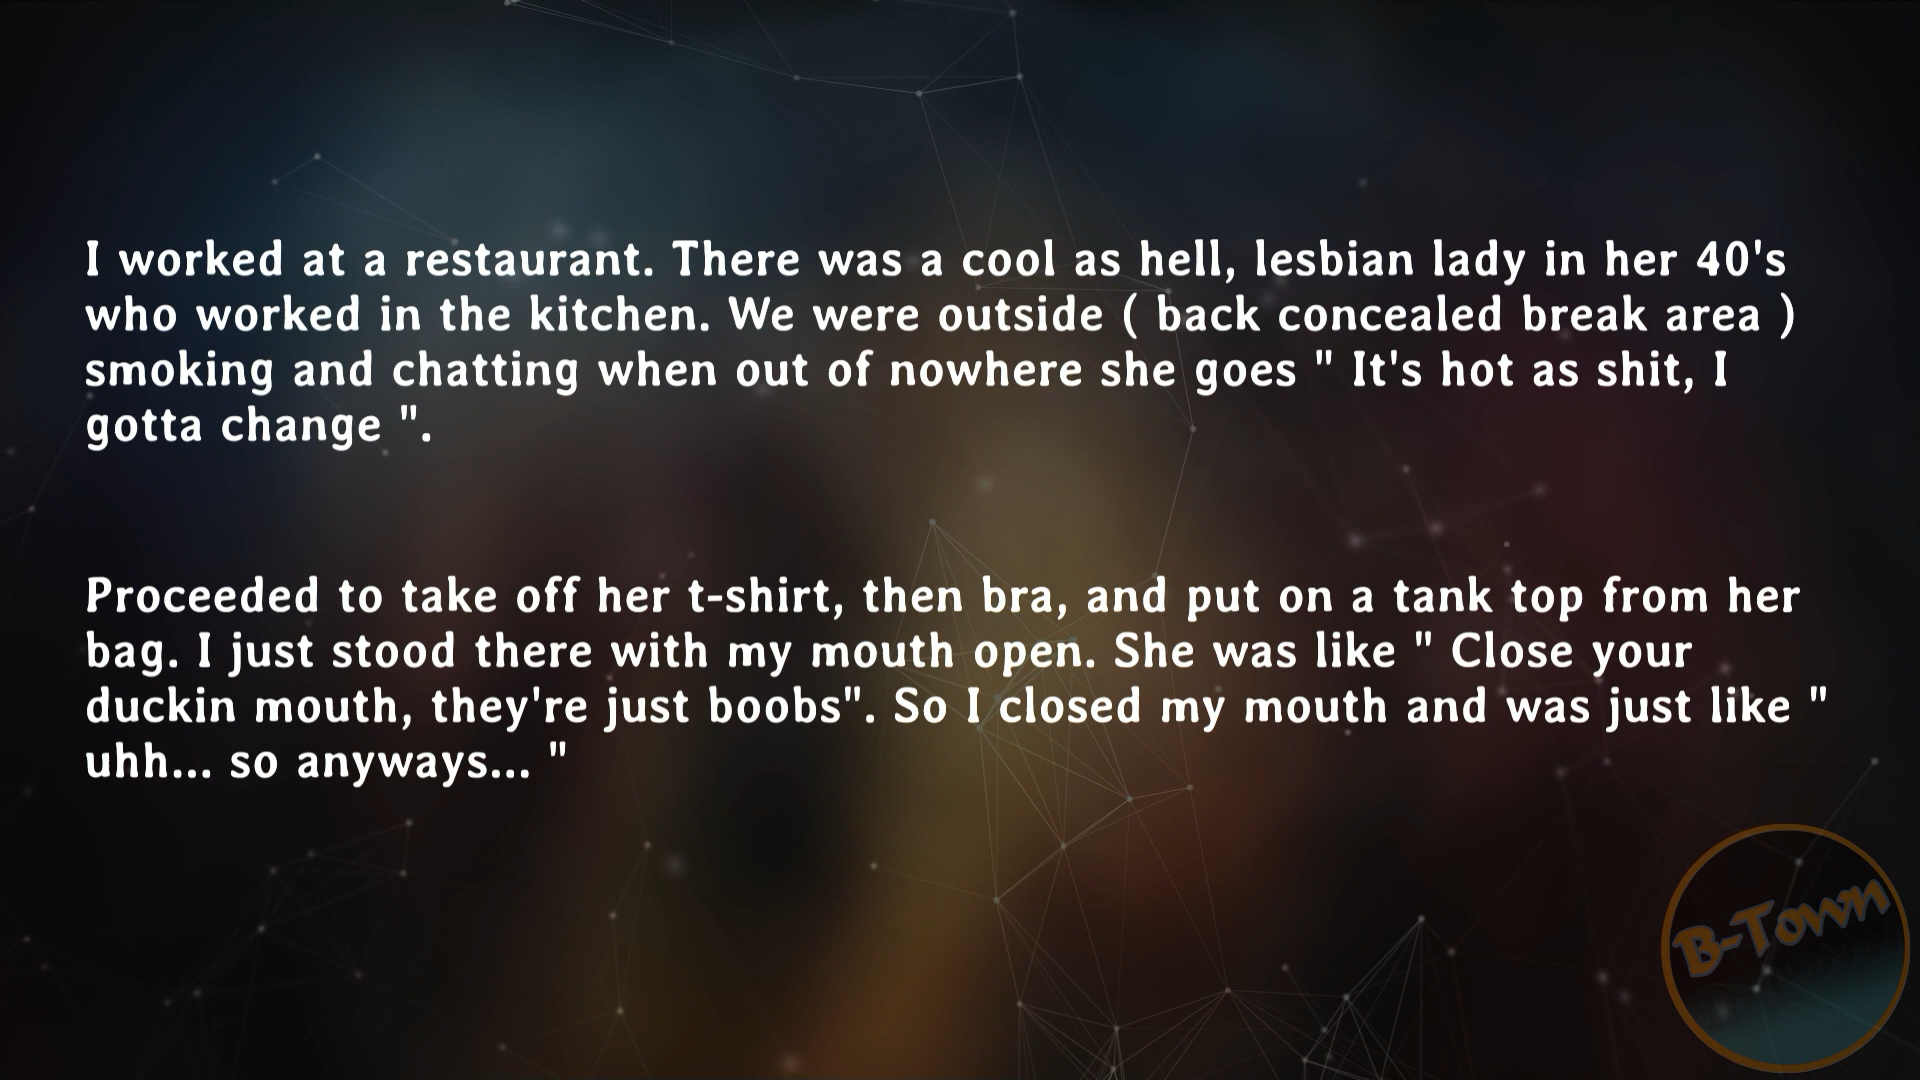 I worked at a restaurant. There was a cool as hell, lesbian lady in her 40's
who worked in the kitchen. We were outside ( back concealed break area )
smoking and chatting when out of nowhere she goes " It's hot as shit, I
gotta change ".
Proceeded to take off her t-shirt, then bra, and put on a tank top from her
bag. I just stood there with my mouth open. She was like " Close your
duckin mouth, they're just boobs". So I closed my mouth and was just like "
uhh... so anyways... "
B-Town